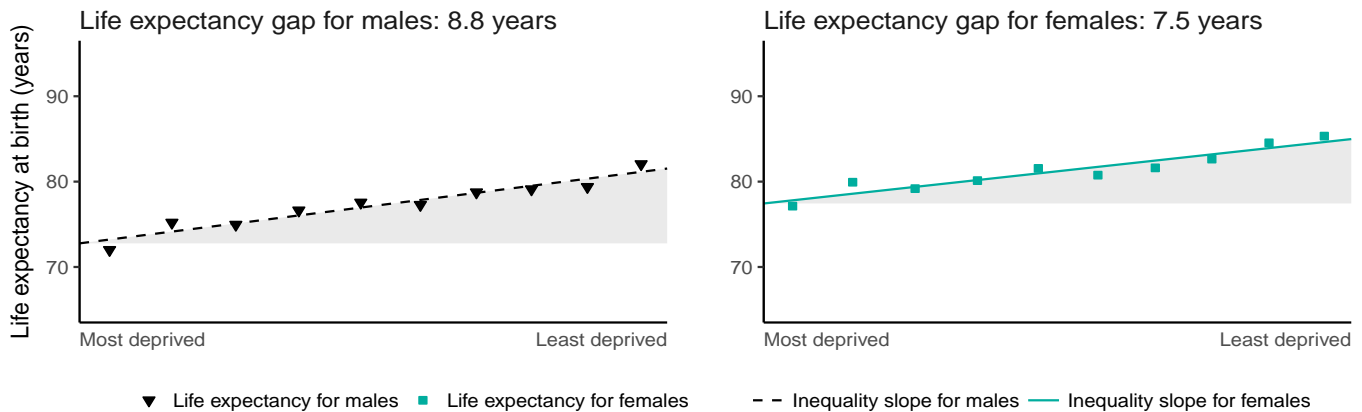 Life expectancy gap for males: 8.8 years
Life expectancy gap for females: 7.5 years
Life expectancy at birth (years)
90
80
70
Most deprived
Least deprived
90
80
70
Most deprived
Least deprived
Life expectancy for males
Life expectancy for females
Inequality slope for males
Inequality slope for females